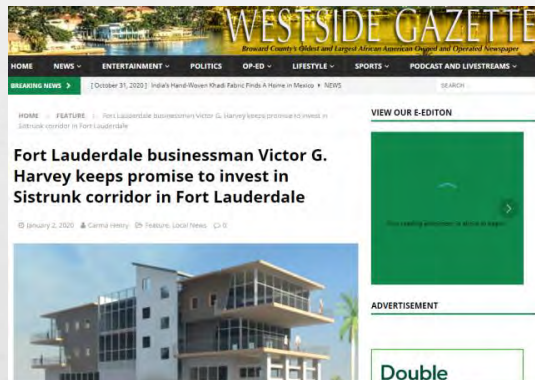 WESTSIDE GAZETTE
Broward County's Oldest and Largest African American Owned and Operated Newspaper
HOME NEWS ENTERTAINMENT POLITICS OP-ED LIFESTYLE SPORTS PODCAST AND LIVESTREAMS
BREAKING NEWS [ October 31, 2020 ] India's Hand-Woven Khadi Fabric Finds A Home in Mexico NEWS SEARCH
HOME FEATURE Fort Lauderdale businessman Victor G. Harvey keeps promise to invest in
Sistrunk corridor in Fort Lauderdale
Fort Lauderdale businessman Victor G.
Harvey keeps promise to invest in
Sistrunk corridor in Fort Lauderdale
January 2, 2020 Carma Henry Feature, Local News 0
VIEW OUR E-EDITON
ADVERTISEMENT
Double